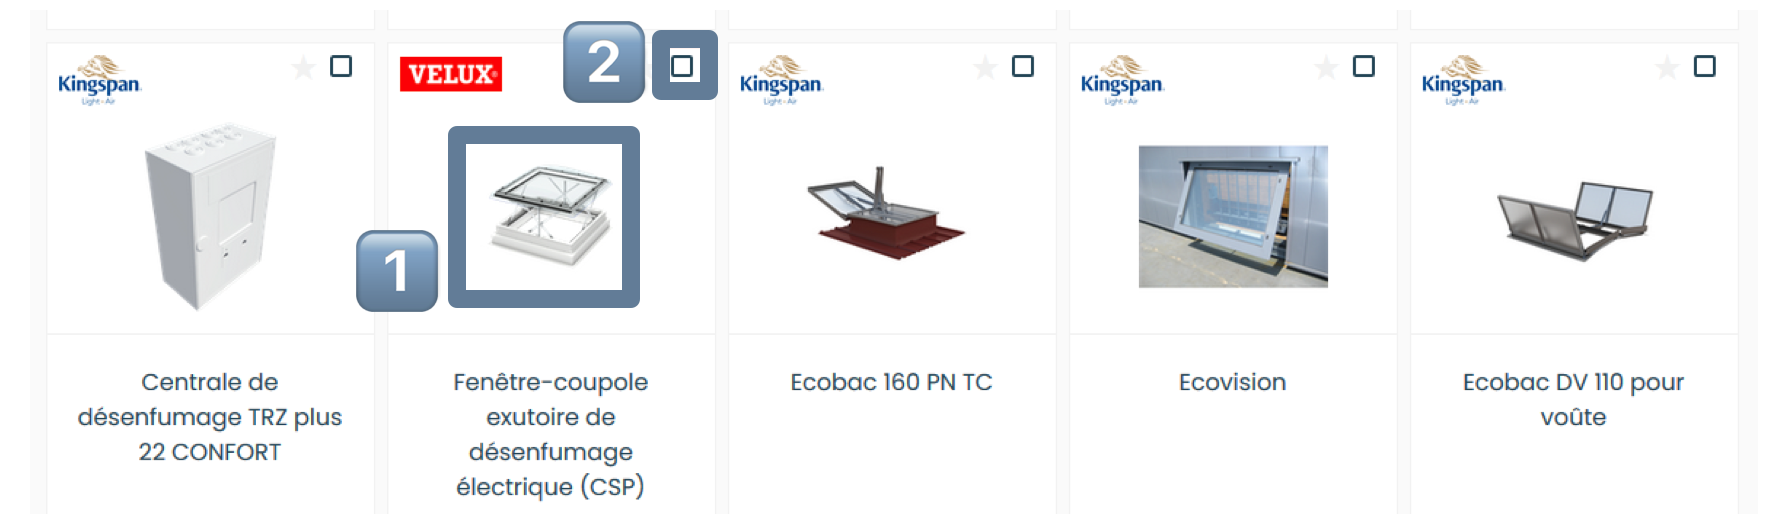 Kingspan.
Light + Air
VELUX®
2
Kingspan.
Light + Air
Kingspan.
Light + Air
Kingspan.
Light + Air
1
Centrale de
désenfumage TRZ plus
22 CONFORT
Fenêtre-coupole
exutoire de
désenfumage
électrique (CSP)
Ecobac 160 PN TC
Ecovision
Ecobac DV 110 pour
voûte